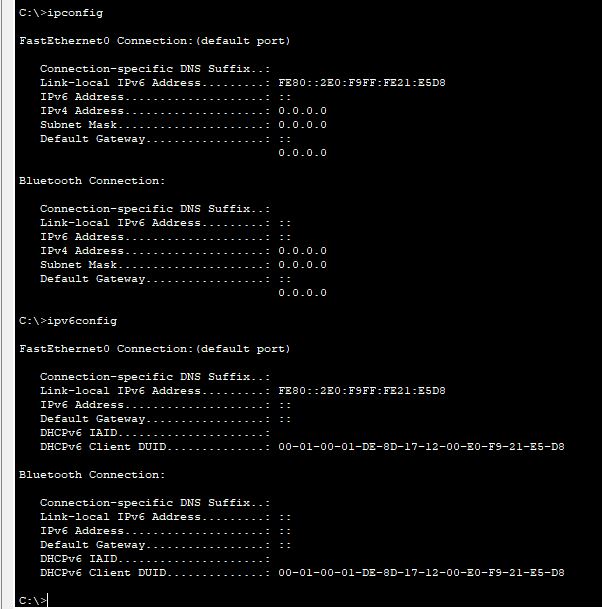 C:\>ipconfig
FastEthernet0 Connection:(default port)
Connection-specific DNS Suffix..:
Link-local IPv6 Address.........: FE80::2E0:F9FF:FE21:E5D8
IPv6 Address....................: ::
IPv4 Address....................: 0.0.0.0
Subnet Mask.....................: 0.0.0.0
Default Gateway.................: ::
0.0.0.0
Bluetooth Connection:
Connection-specific DNS Suffix..:
Link-local IPv6 Address.........: ::
IPv6 Address....................: ::
IPv4 Address....................: 0.0.0.0
Subnet Mask.....................: 0.0.0.0
Default Gateway.................: ::
0.0.0.0
C:\>ipv6config
FastEthernet0 Connection:(default port)
Connection-specific DNS Suffix..:
Link-local IPv6 Address.........: FE80::2E0:F9FF:FE21:E5D8
IPv6 Address....................: ::
Default Gateway.................: ::
DHCPv6 IAID.....................:
DHCPv6 Client DUID..............: 00-01-00-01-DE-8D-17-12-00-E0-F9-21-E5-D8
Bluetooth Connection:
Connection-specific DNS Suffix..:
Link-local IPv6 Address.........: ::
IPv6 Address....................: ::
Default Gateway.................: ::
DHCPv6 IAID.....................:
DHCPv6 Client DUID..............: 00-01-00-01-DE-8D-17-12-00-E0-F9-21-E5-D8
C:\>